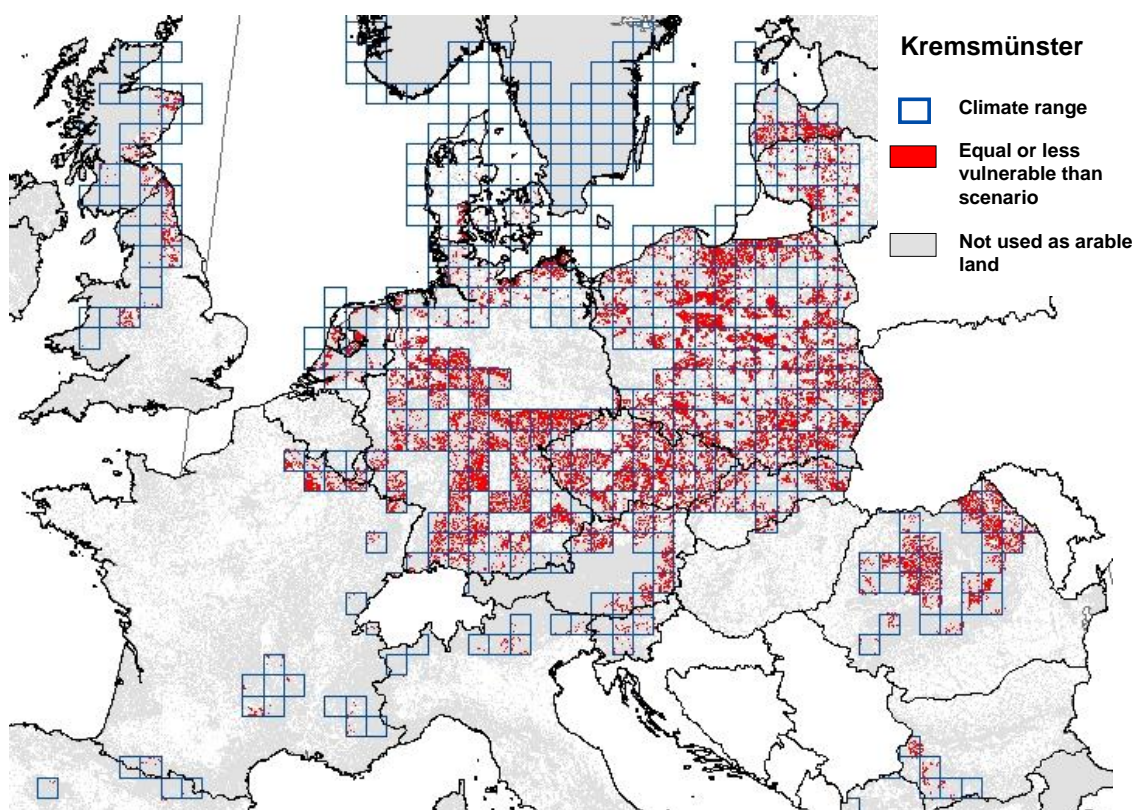 Kremsmünster
Climate range
Equal or less
vulnerable than
scenario
Not used as arable
land